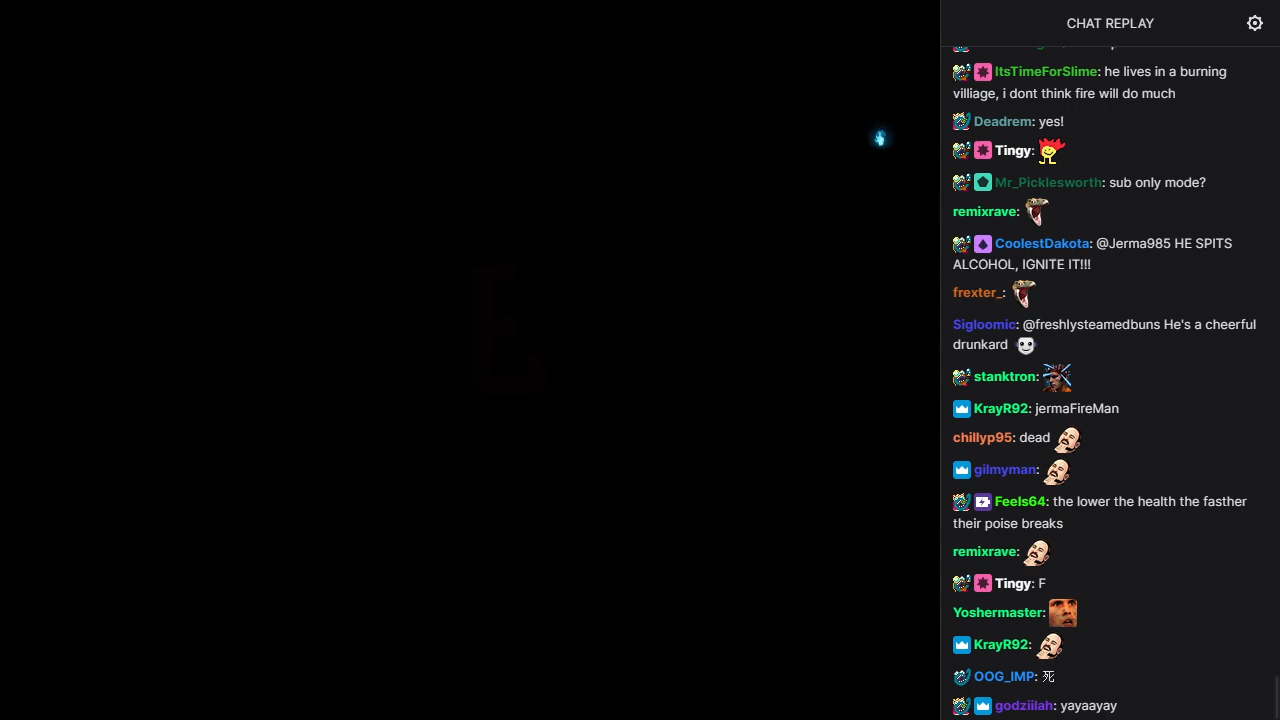 CHAT REPLAY
ItsTimeForSlime: he lives in a burning
villiage, i dont think fire will do much
Deadrem: yes!
Tingy:
Mr_Picklesworth: sub only mode?
remixrave:
CoolestDakota: @Jerma985 HE SPITS
ALCOHOL, IGNITE IT!!!
frexter_:
Sigloomic: @freshlysteamedbuns He's a cheerful
drunkard
stanktron:
KrayR92: jermaFireMan
chillyp95: dead
gilmyman:
Feels64: the lower the health the fasther
their poise breaks
remixrave:
Tingy: F
Yoshermaster:
KrayR92:
OOG_IMP: 死
godziilah: yayaayay